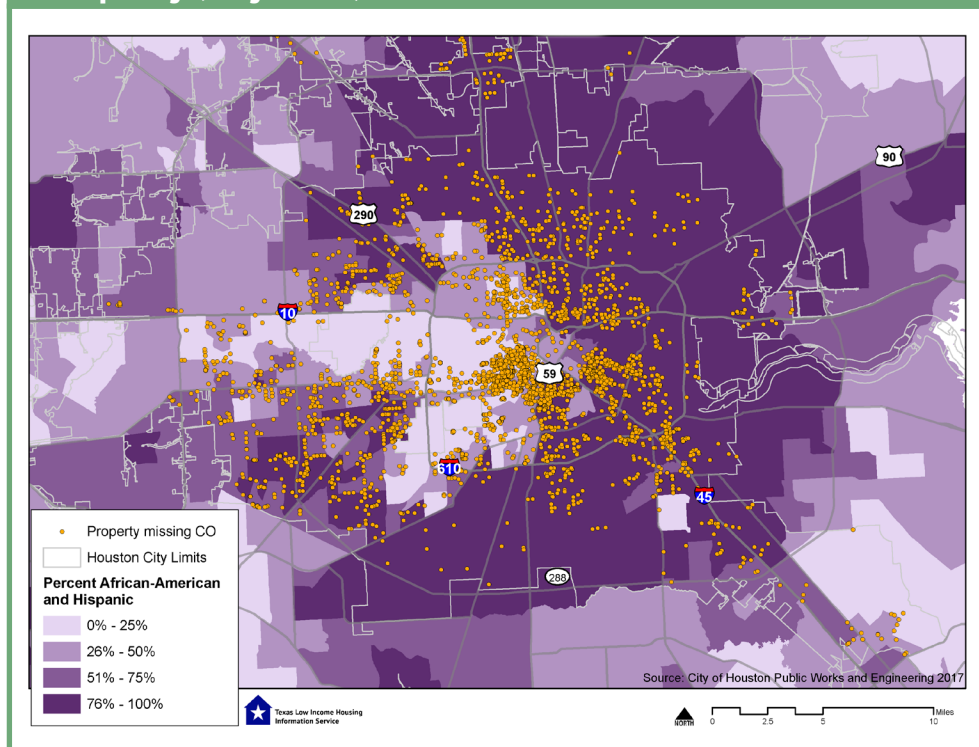 90
290
10
59
610
45
288
Property missing CO
Houston City Limits
Percent African-American
and Hispanic
0% - 25%
26% - 50%
51% - 75%
76% - 100%
Source: City of Houston Public Works and Engineering 2017
Texas Low Income Housing
Information Service
NORTH
0 2.5 5 10
Miles